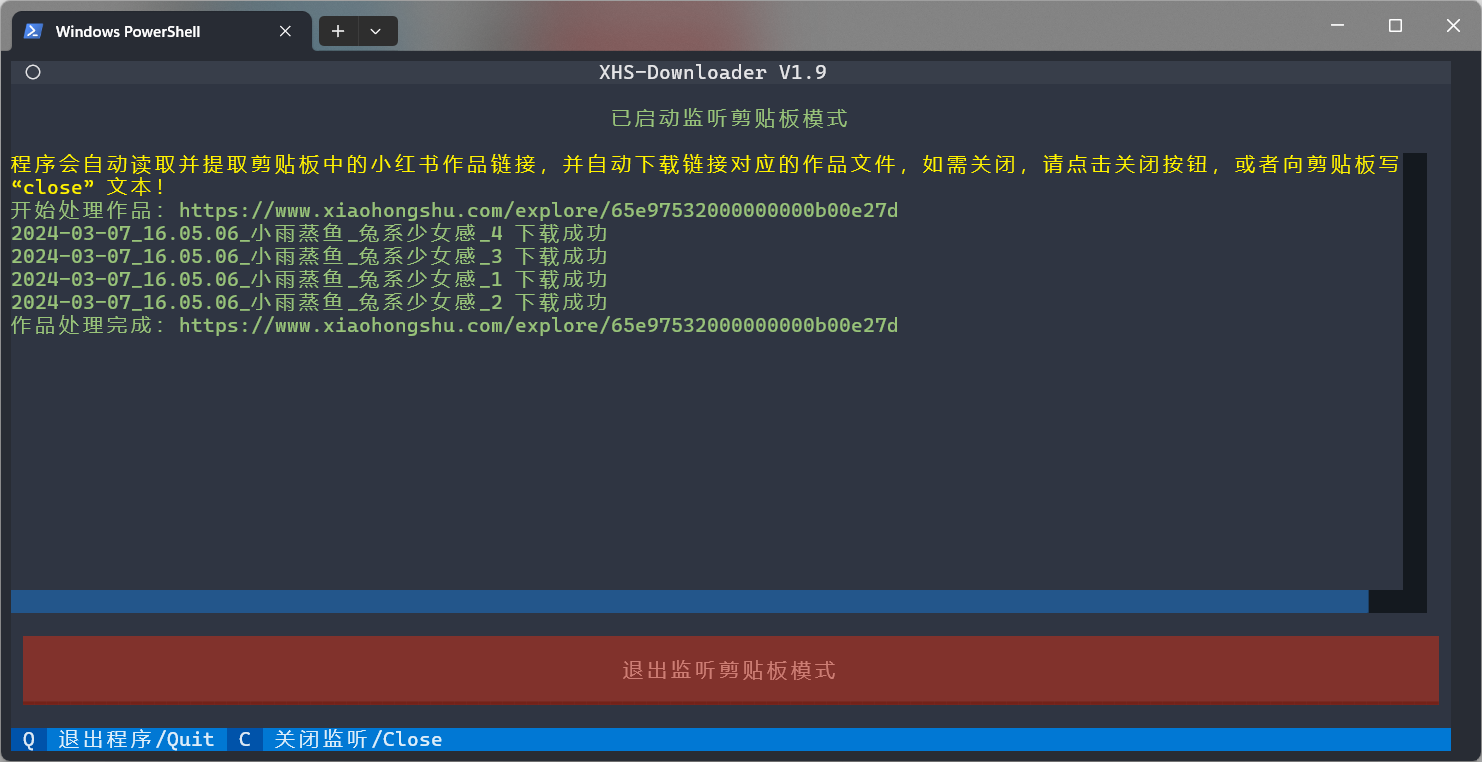 Windows PowerShell
XHS-Downloader V1.9
已启动监听剪贴板模式
程序会自动读取并提取剪贴板中的小红书作品链接，并自动下载链接对应的作品文件，如需关闭，请点击关闭按钮，或者向剪贴板写
“close” 文本！
开始处理作品：https://www.xiaohongshu.com/explore/65e97532000000000b00e27d
2024-03-07_16.05.06_小雨蒸鱼_兔系少女感_4 下载成功
2024-03-07_16.05.06_小雨蒸鱼_兔系少女感_3 下载成功
2024-03-07_16.05.06_小雨蒸鱼_兔系少女感_1 下载成功
2024-03-07_16.05.06_小雨蒸鱼_兔系少女感_2 下载成功
作品处理完成：https://www.xiaohongshu.com/explore/65e97532000000000b00e27d
退出监听剪贴板模式
Q 退出程序/Quit C 关闭监听/Close